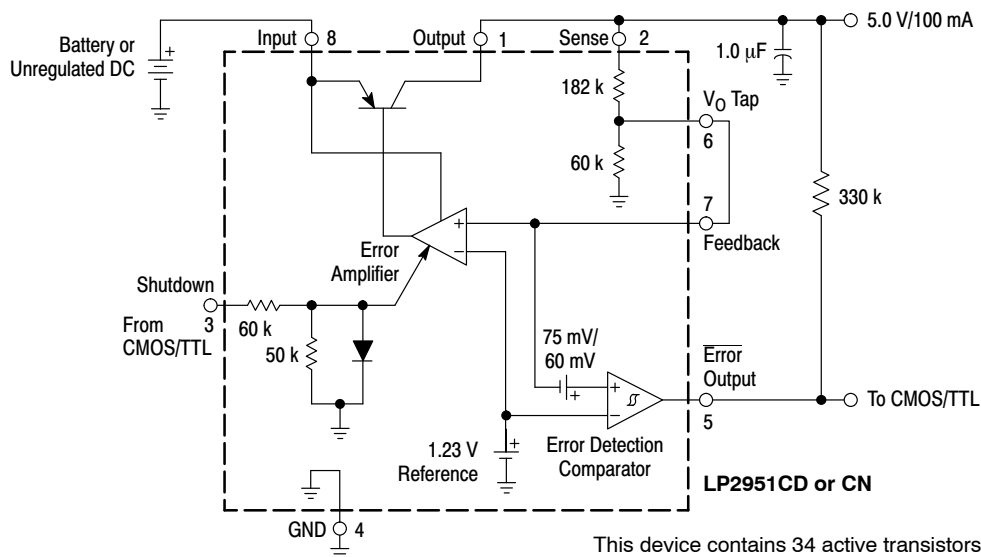 Battery or
Unregulated DC
+
Input
8
Output
1
Sense
2
1.0 μF
5.0 V/100 mA
182 k
60 k
VO Tap
6
7
Feedback
330 k
+
−
Error
Amplifier
Shutdown
3
From
CMOS/TTL
60 k
50 k
75 mV/
60 mV
+
+
−
Error
Output
5
To CMOS/TTL
1.23 V
Reference
+
Error Detection
Comparator
LP2951CD or CN
GND
4
This device contains 34 active transistors